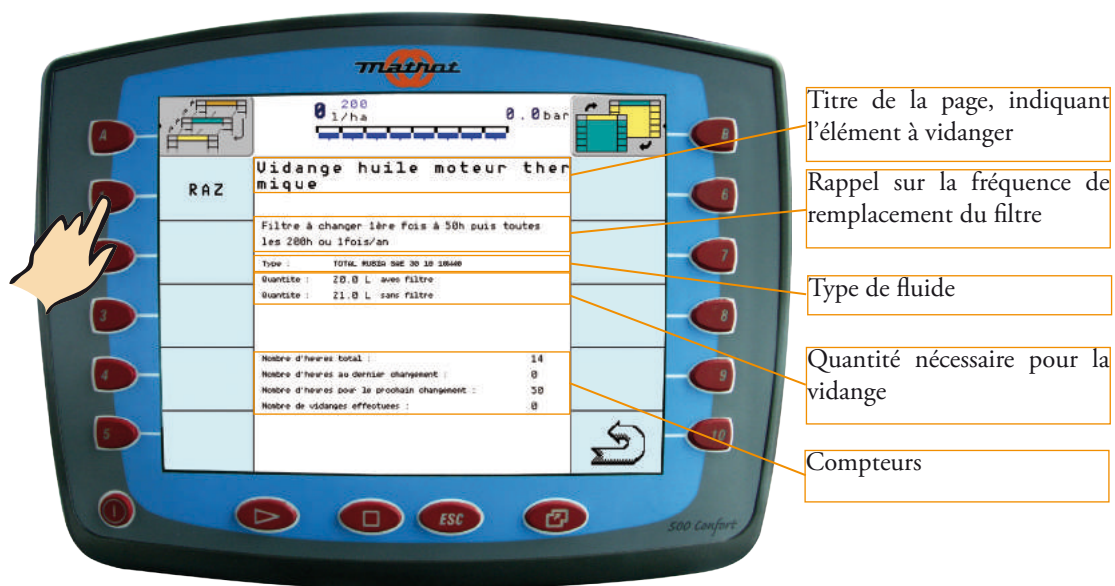 mathot
A
B
0 200 l/ha
0.0bar
RAZ
Vidange huile moteur ther
mique
Filtre à changer 1ère fois à 50h puis toutes
les 200h ou 1fois/an
Type : TOTAL RUBIA SAE 30 10
Quantite : 20.0 L avec filtre
Quantite : 21.0 L sans filtre
Nombre d'heures total : 14
Nombre d'heures au dernier changement : 0
Nombre d'heures pour le prochain changement : 50
Nombre de vidanges effectuees : 0
3
4
5
6
7
8
9
10
ESC
500 Confort
Titre de la page, indiquant
l'élément à vidanger
Rappel sur la fréquence de
remplacement du filtre
Type de fluide
Quantité nécessaire pour la
vidange
Compteurs